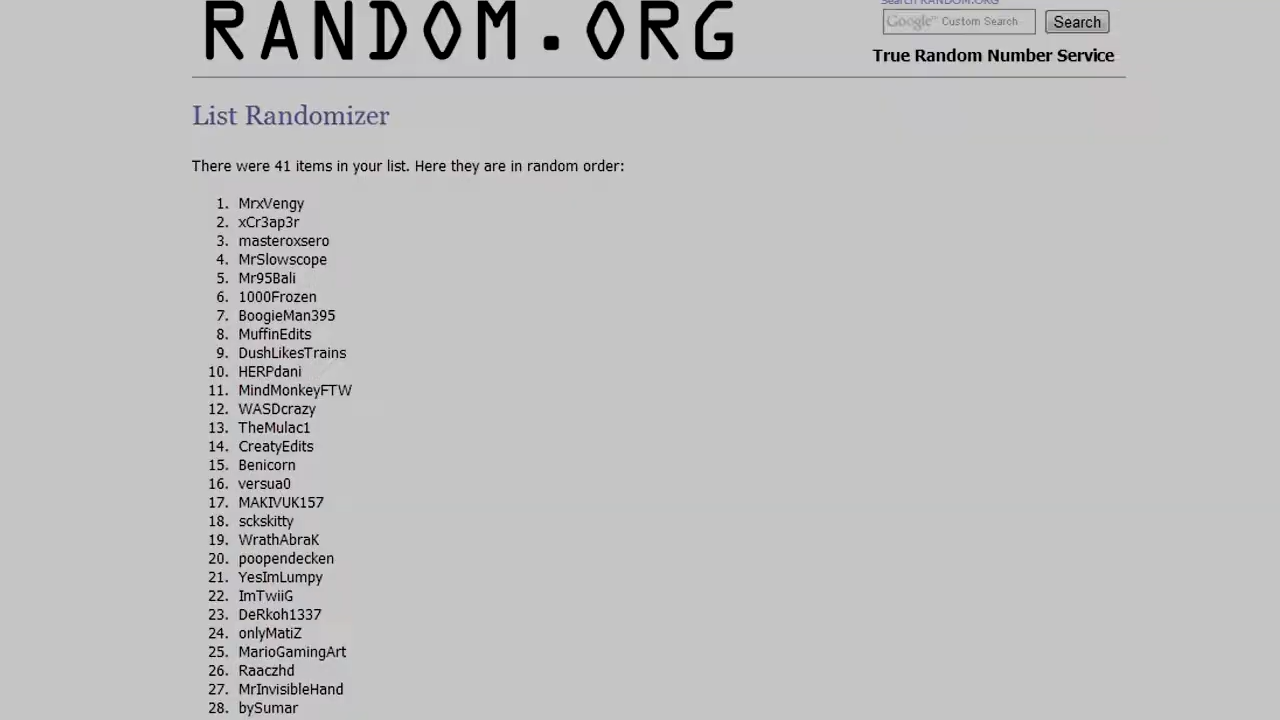 Search RANDOM.ORG
RANDOM.ORG
Google™ Custom Search
Search
True Random Number Service
List Randomizer
There were 41 items in your list. Here they are in random order:
1. MrxVengy
2. xCr3ap3r
3. masteroxsero
4. MrSlowscope
5. Mr95Bali
6. 1000Frozen
7. BoogieMan395
8. MuffinEdits
9. DushLikesTrains
10. HERPdani
11. MindMonkeyFTW
12. WASDcrazy
13. TheMulac1
14. CreatyEdits
15. Benicorn
16. versua0
17. MAKIVUK157
18. sckskitty
19. WrathAbraK
20. poopendecken
21. YesImLumpy
22. ImTwiiG
23. DeRkoh1337
24. onlyMatiZ
25. MarioGamingArt
26. Raaczhd
27. MrInvisibleHand
28. bySumar